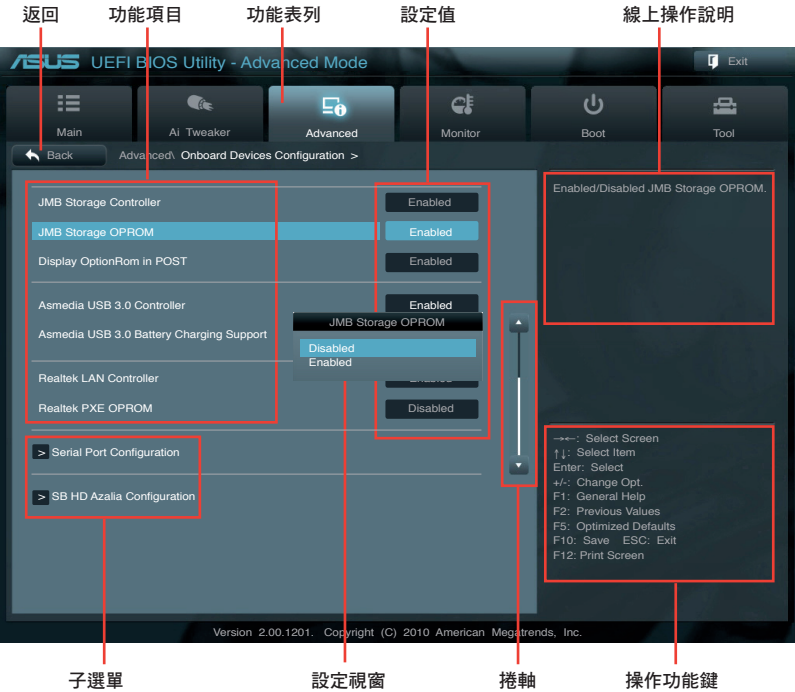 返回 功能項目 功能表列 設定值 線上操作說明
ASUS UEFI BIOS Utility - Advanced Mode Exit
Main Ai Tweaker Advanced Monitor Boot Tool
Back Advanced\ Onboard Devices Configuration >
Enabled/Disabled JMB Storage OPROM.
JMB Storage Controller Enabled
JMB Storage OPROM Enabled
Display OptionRom in POST Enabled
Asmedia USB 3.0 Controller Enabled
Asmedia USB 3.0 Battery Charging Support
JMB Storage OPROM
Disabled
Enabled
Realtek LAN Controller Enabled
Realtek PXE OPROM Disabled
> Serial Port Configuration
> SB HD Azalia Configuration
→←: Select Screen
↑↓: Select Item
Enter: Select
+/-: Change Opt.
F1: General Help
F2: Previous Values
F5: Optimized Defaults
F10: Save ESC: Exit
F12: Print Screen
Version 2.00.1201. Copyright (C) 2010 American Megatrends, Inc.
子選單 設定視窗 捲軸 操作功能鍵